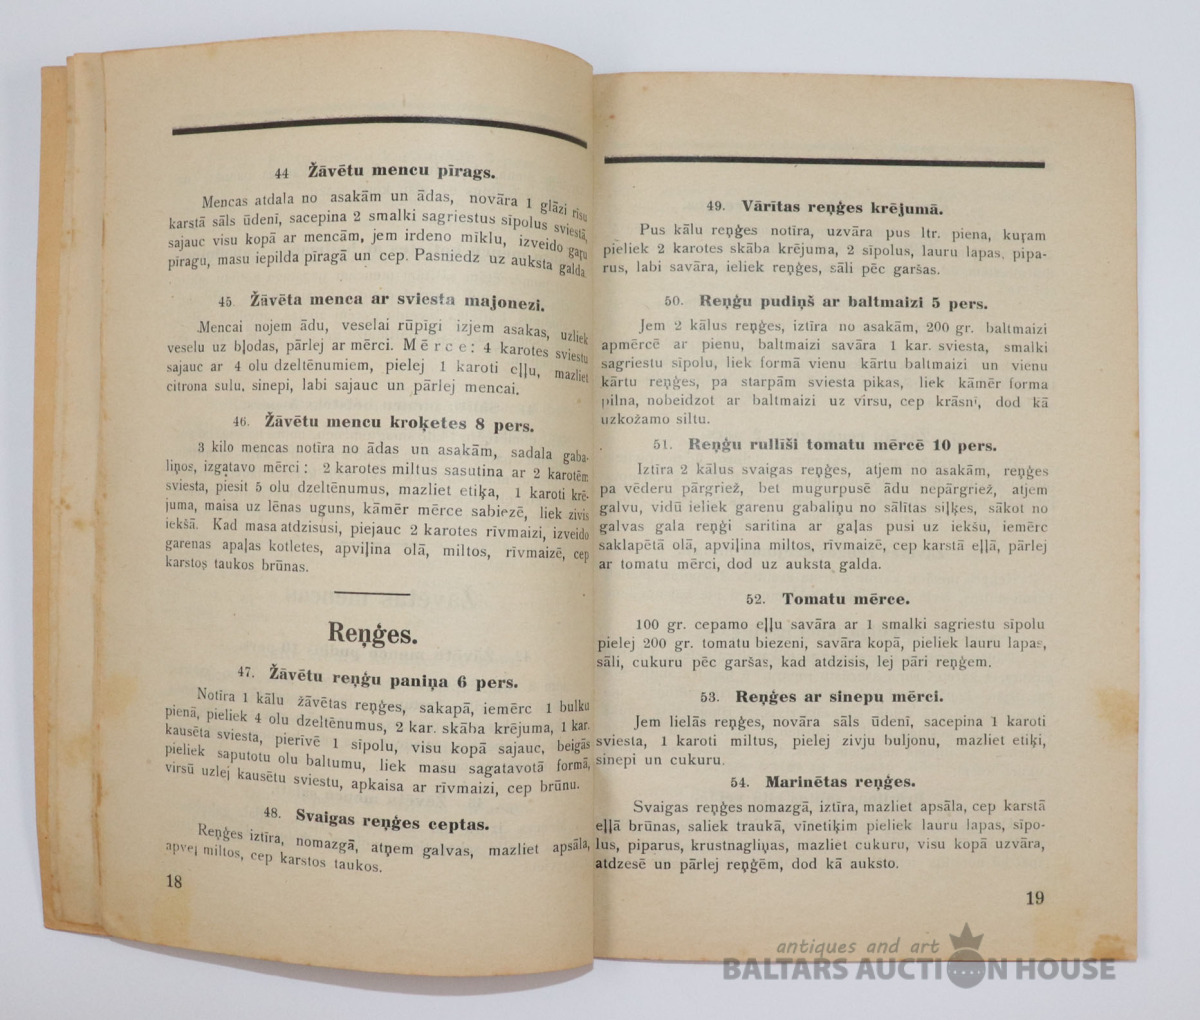 44 Žāvētu mencu pīrags.
Mencas atdala no asakām un ādas, novāra 1 glāzi rīsu
karstā sāls ūdenī, sacepina 2 smalki sagriestus sīpolus sviestā,
sajauc visu kopā ar mencām, jem irdeno mīklu, izveido gaŗu
pīragu, masu iepilda pīragā un cep. Pasniedz uz auksta galda.
45 Žāvēta menca ar sviesta majonezi.
Mencai nojem ādu, veselai rūpīgi izjem asakas, uzliek
veselu uz bļodas, pārlej ar mērci. Mērce: 4 karotes sviestu
sajauc ar 4 olu dzeltēnumiem, pielej 1 karoti eļļu, mazliet
citrona sulu, sinepi, labi sajauc un pārlej mencai.
46. Žāvētu mencu kroķetes 8 pers.
3 kilo mencas notīra no ādas un asakām, sadala gaba-
liņos, izgatavo mērci: 2 karotes miltus sasutina ar 2 karotēm
sviesta, piesit 5 olu dzeltēnumus, mazliet etiķa, 1 karoti krē-
juma, maisa uz lēnas uguns, kāmēr mērce sabiezē, liek zivis
iekšā. Kad masa atdzisusi, piejauc 2 karotes rīvmaizi, izveido
garenas apaļas kotletes, apviļina olā, miltos, rīvmaizē, cep
karstos taukos brūnas.
Reņģes.
47. Žāvētu reņģu paniņa 6 pers.
Notīra 1 kālu žāvētas reņģes, sakapā, iemērc 1 bulku
pienā, pieliek 4 olu dzeltēnumus, 2 kar. skāba krējuma, 1 kar.
kausēta sviesta, pierīvē 1 sīpolu, visu kopā sajauc, beigās
pieliek saputotu olu baltumu, liek masu sagatavotā formā,
virsū uzlej kausētu sviestu, apkaisa ar rīvmaizi, cep brūnu.
48. Svaigas reņģes ceptas.
Reņģes iztīra, nomazgā, atņem galvas, mazliet apsāla,
apvej miltos, cep karstos taukos.
18
49. Vārītas reņģes krējumā.
Pus kālu reņģes notīra, uzvāra pus ltr. piena, kuŗam
pieliek 2 karotes skāba krējuma, 2 sīpolus, lauru lapas, pipa-
rus, labi savāra, ieliek reņģes, sāli pēc garšas.
50. Reņģu pudiņš ar baltmaizi 5 pers.
Jem 2 kālus reņģes, iztīra no asakām, 200 gr. baltmaizi
apmērcē ar pienu, baltmaizi savāra 1 kar. sviesta, smalki
sagriestu sīpolu, liek formā vienu kārtu baltmaizi un vienu
kārtu reņģes, pa starpām sviesta pikas, liek kāmēr forma
pilna, nobeidzot ar baltmaizi uz virsu, cep krāsnī, dod kā
uzkožamo siltu.
51. Reņģu rullīši tomatu mērcē 10 pers.
Iztīra 2 kālus svaigas reņģes, atjem no asakām, reņģes
pa vēderu pārgriež, bet mugurpusē ādu nepārgriež, atjem
galvu, vidū ieliek garenu gabaliņu no sālītas siļķes, sākot no
galvas gala reņģi saritina ar gaļas pusi uz iekšu, iemērc
saklapētā olā, apviļina miltos, rīvmaizē, cep karstā eļļā, pārlej
ar tomatu mērci, dod uz auksta galda.
52. Tomatu mērce.
100 gr. cepamo eļļu savāra ar 1 smalki sagriestu sīpolu
pielej 200 gr. tomatu biezeni, savāra kopā, pieliek lauru lapas,
sāli, cukuru pēc garšas, kad atdzisis, lej pāri reņģem.
53. Reņģes ar sinepu mērci.
Jem lielās reņģes, novāra sāls ūdenī, sacepina 1 karoti
sviesta, 1 karoti miltus, pielej zivju buljonu, mazliet etiķi,
sinepi un cukuru.
54. Marinētas reņģes.
Svaigas reņģes nomazgā, iztīra, mazliet apsāla, cep karstā
eļļā brūnas, saliek traukā, vīnetiķim pieliek lauru lapas, sīpo-
lus, piparus, krustnagliņas, mazliet cukuru, visu kopā uzvāra,
atdzesē un pārlej reņģēm, dod kā auksto.
19
antiques and art
BALTARS AUCTION HOUSE